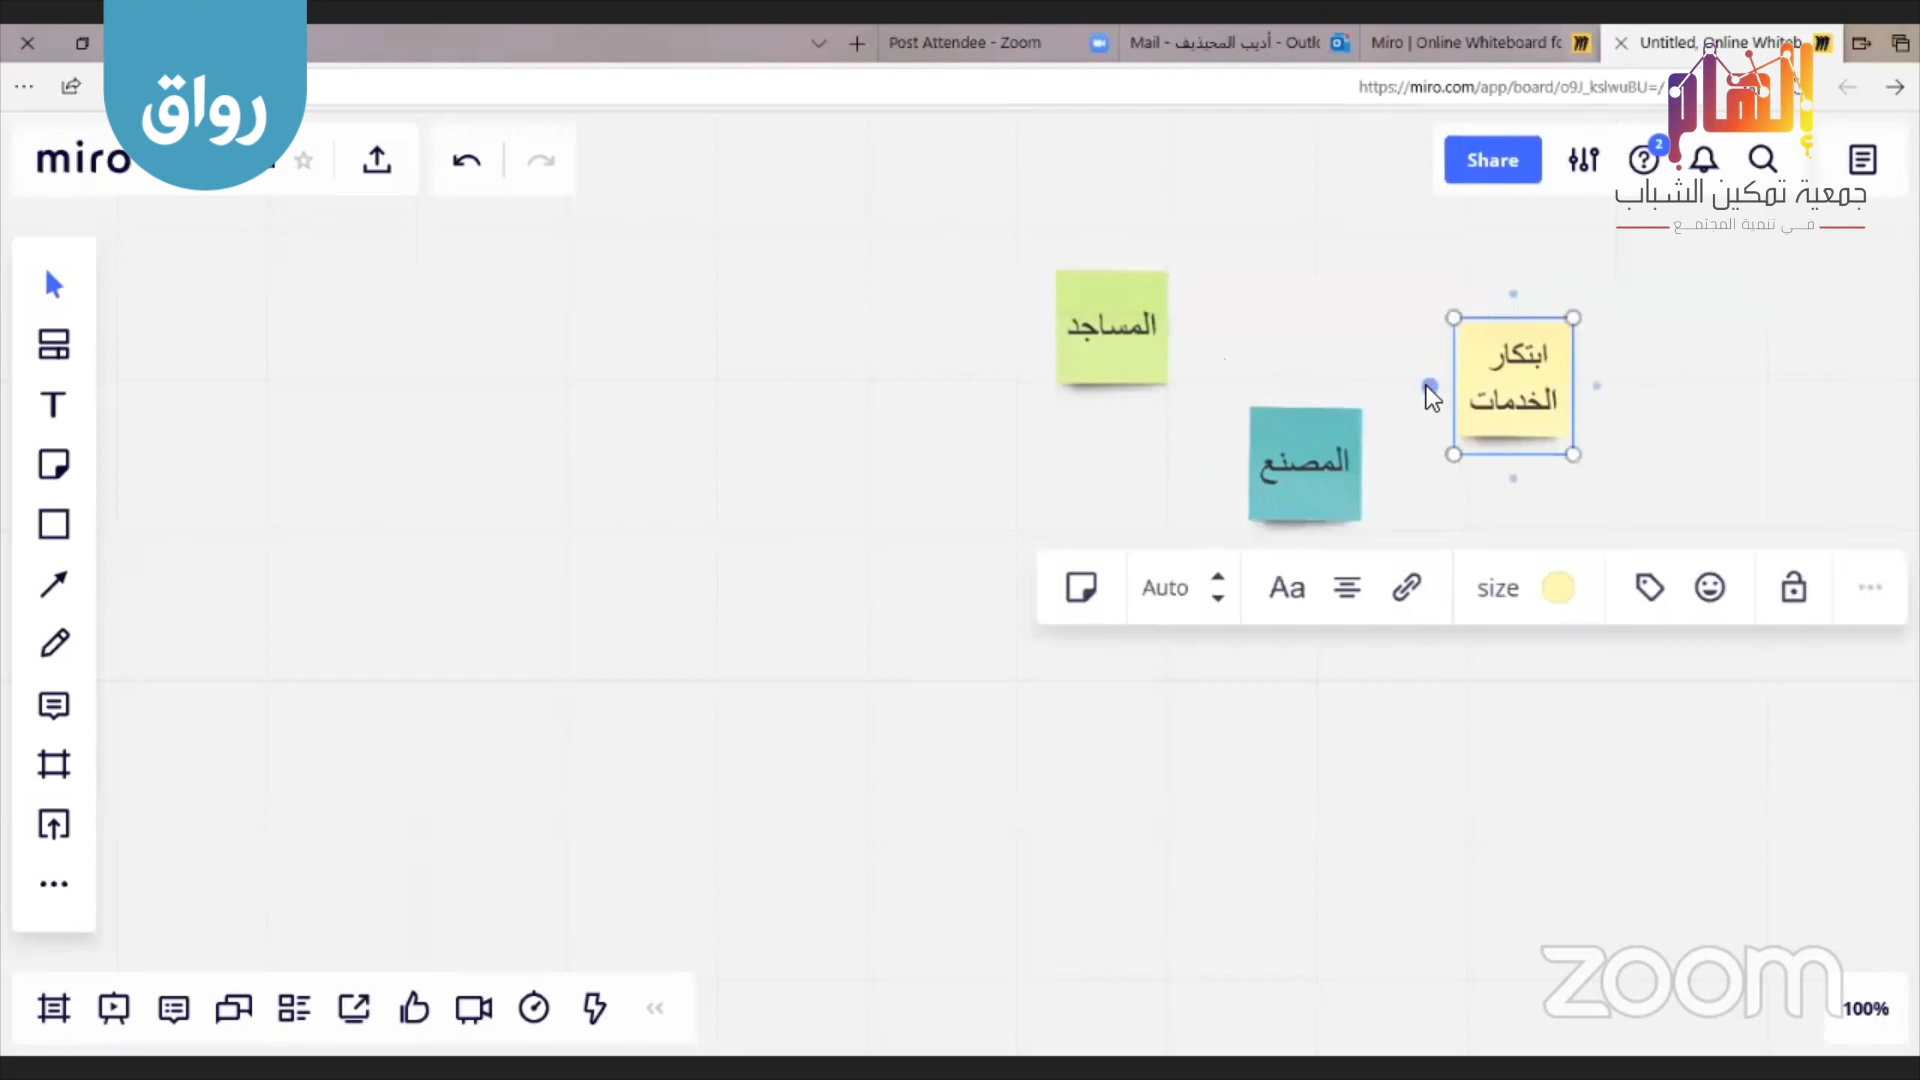 Post Attendee - Zoom
Mail - أديب المحيذيف - Outlo
Miro | Online Whiteboard fo
Untitled, Online Whiteb
https://miro.com/app/board/o9J_kslwuBU=/
رواق
miro
Share
2
إلهام
جمعية تمكين الشباب
في تنمية المجتمع
المساجد
ابتكار
الخدمات
المصنع
Auto
Aa
size
zoom
100%